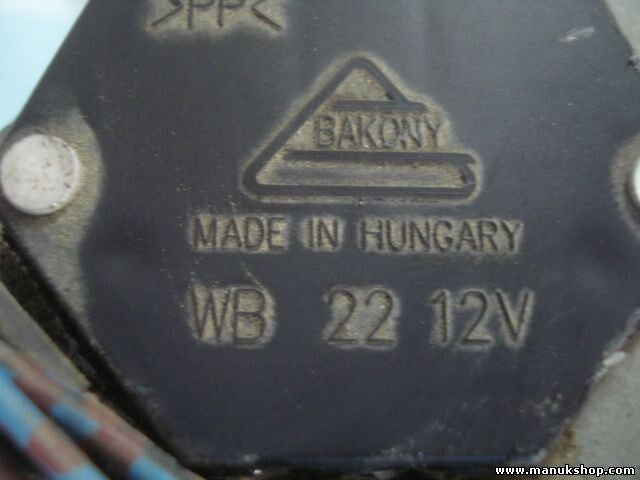 >PP<
BAKONY
MADE IN HUNGARY
WB 22 12V
www.manukshop.com